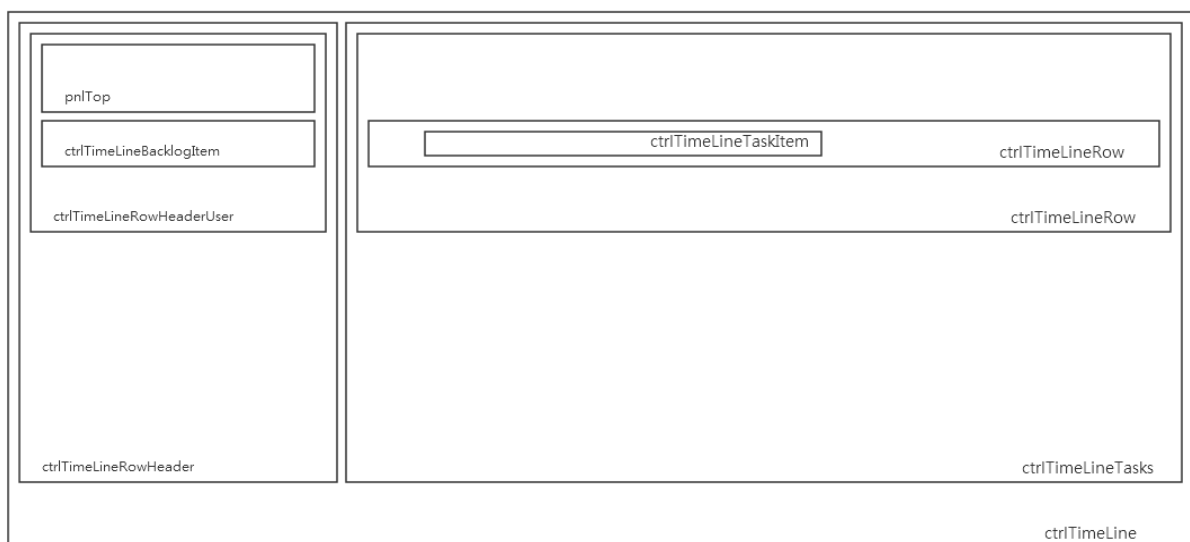 pnlTop
ctrlTimeLineBacklogItem
ctrlTimeLineRowHeaderUser
ctrlTimeLineRowHeader
ctrlTimeLineTaskItem
ctrlTimeLineRow
ctrlTimeLineRow
ctrlTimeLineTasks
ctrlTimeLine